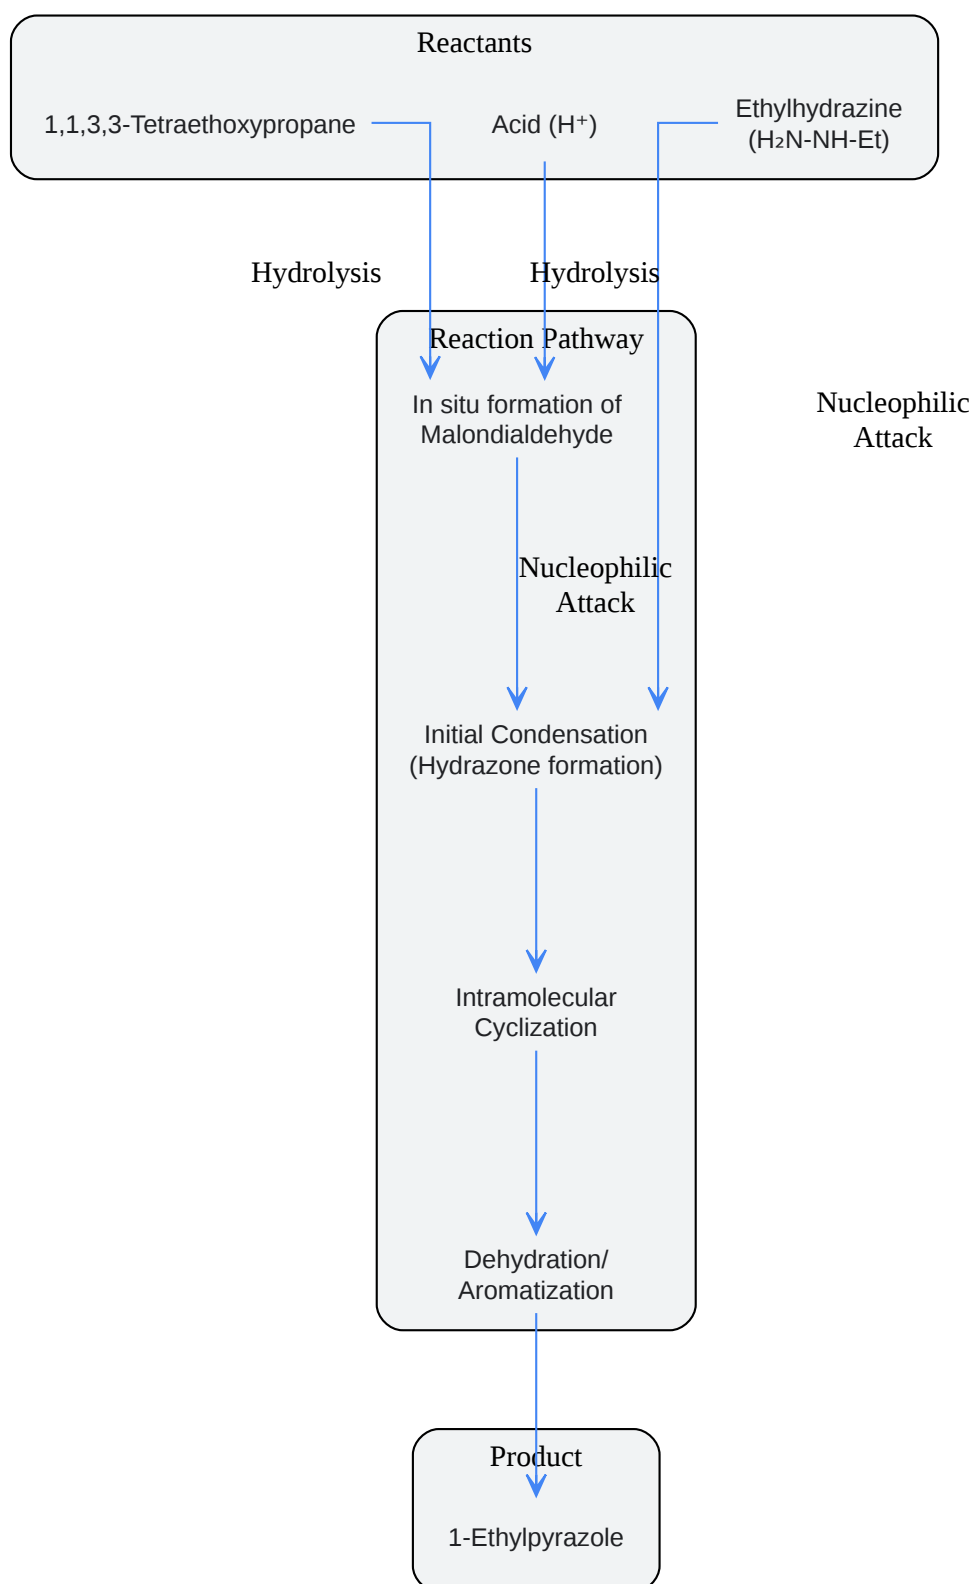 Reactants
1,1,3,3-Tetraethoxypropane
Acid (H⁺)
Ethylhydrazine
(H₂N-NH-Et)
Hydrolysis
Hydrolysis
Reaction Pathway
In situ formation of
Malondialdehyde
Nucleophilic
Attack
Nucleophilic
Attack
Initial Condensation
(Hydrazone formation)
Intramolecular
Cyclization
Dehydration/
Aromatization
Product
1-Ethylpyrazole